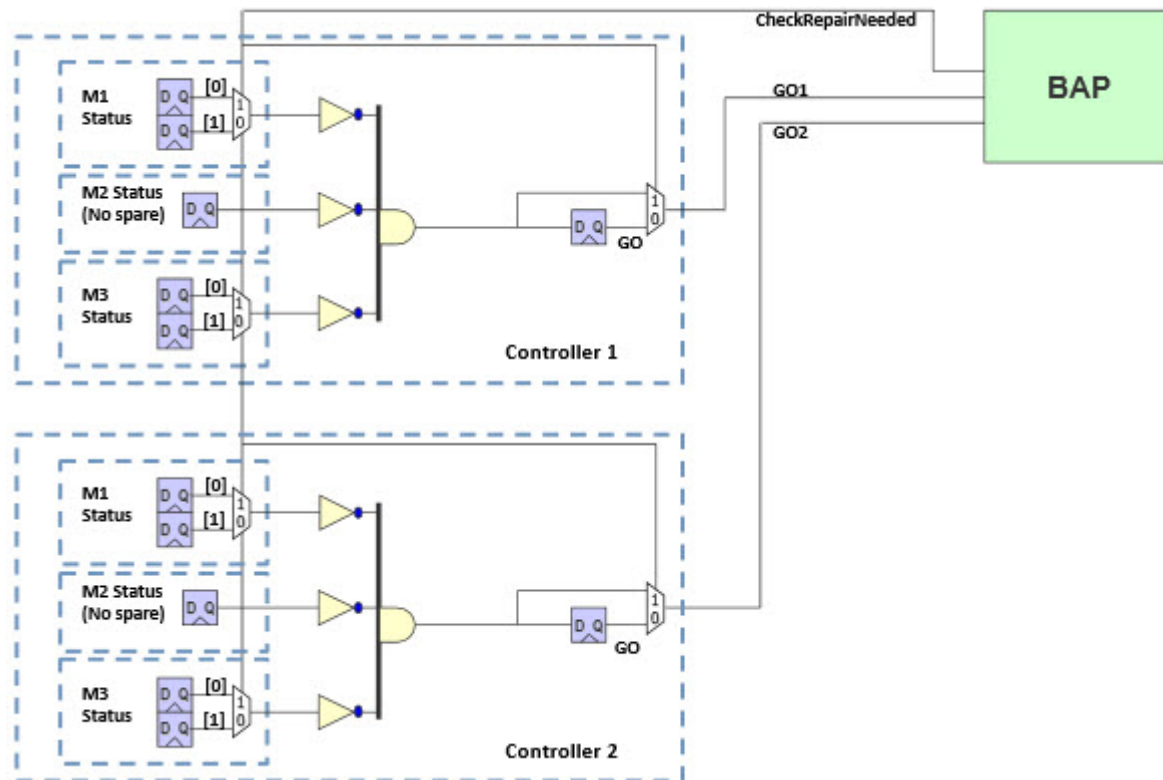 CheckRepairNeeded
BAP
GO1
GO2
M1
Status
D Q
[0]
D Q
[1]
1
0
M2 Status
(No spare)
D Q
M3
Status
D Q
[0]
D Q
[1]
1
0
D Q
GO
1
0
Controller 1
M1
Status
D Q
[0]
D Q
[1]
1
0
M2 Status
(No spare)
D Q
M3
Status
D Q
[0]
D Q
[1]
1
0
D Q
GO
1
0
Controller 2